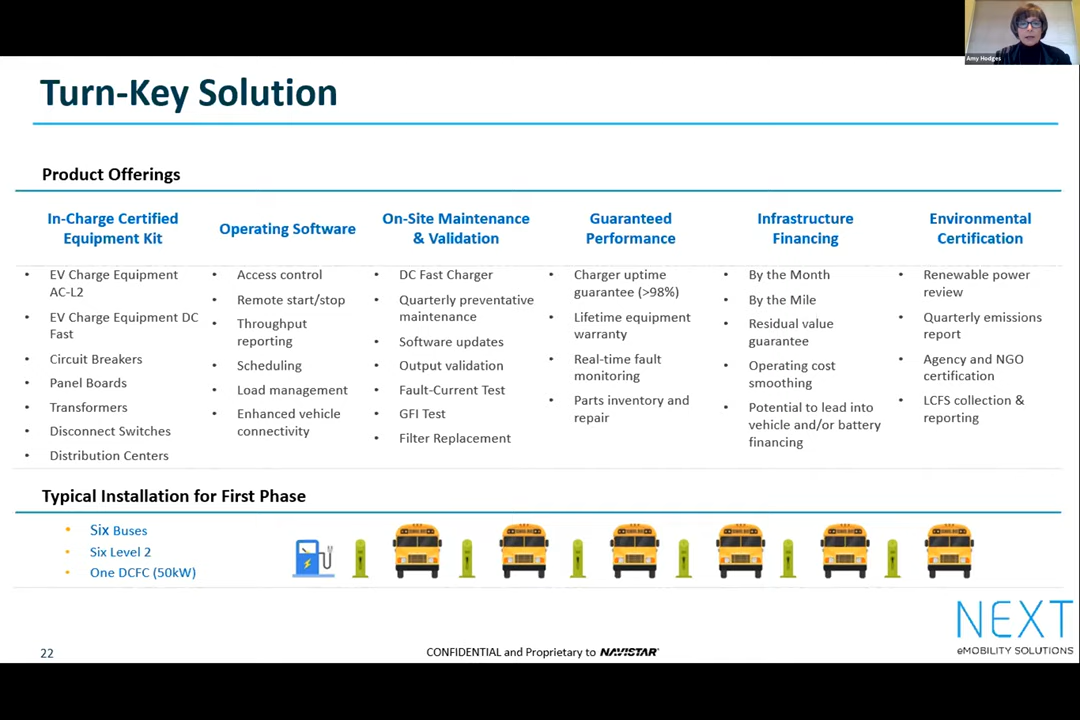 Amy Hodges
Turn-Key Solution
Product Offerings
In-Charge Certified
Equipment Kit
EV Charge Equipment
AC-L2
EV Charge Equipment DC
Fast
Circuit Breakers
Panel Boards
Transformers
Disconnect Switches
Distribution Centers
Operating Software
Access control
Remote start/stop
Throughput
reporting
Scheduling
Load management
Enhanced vehicle
connectivity
On-Site Maintenance
& Validation
DC Fast Charger
Quarterly preventative
maintenance
Software updates
Output validation
Fault-Current Test
GFI Test
Filter Replacement
Guaranteed
Performance
Charger uptime
guarantee (>98%)
Lifetime equipment
warranty
Real-time fault
monitoring
Parts inventory and
repair
Infrastructure
Financing
By the Month
By the Mile
Residual value
guarantee
Operating cost
smoothing
Potential to lead into
vehicle and/or battery
financing
Environmental
Certification
Renewable power
review
Quarterly emissions
report
Agency and NGO
certification
LCFS collection &
reporting
Typical Installation for First Phase
Six Buses
Six Level 2
One DCFC (50kW)
NEXT
eMOBILITY SOLUTIONS
22
CONFIDENTIAL and Proprietary to NAVISTAR